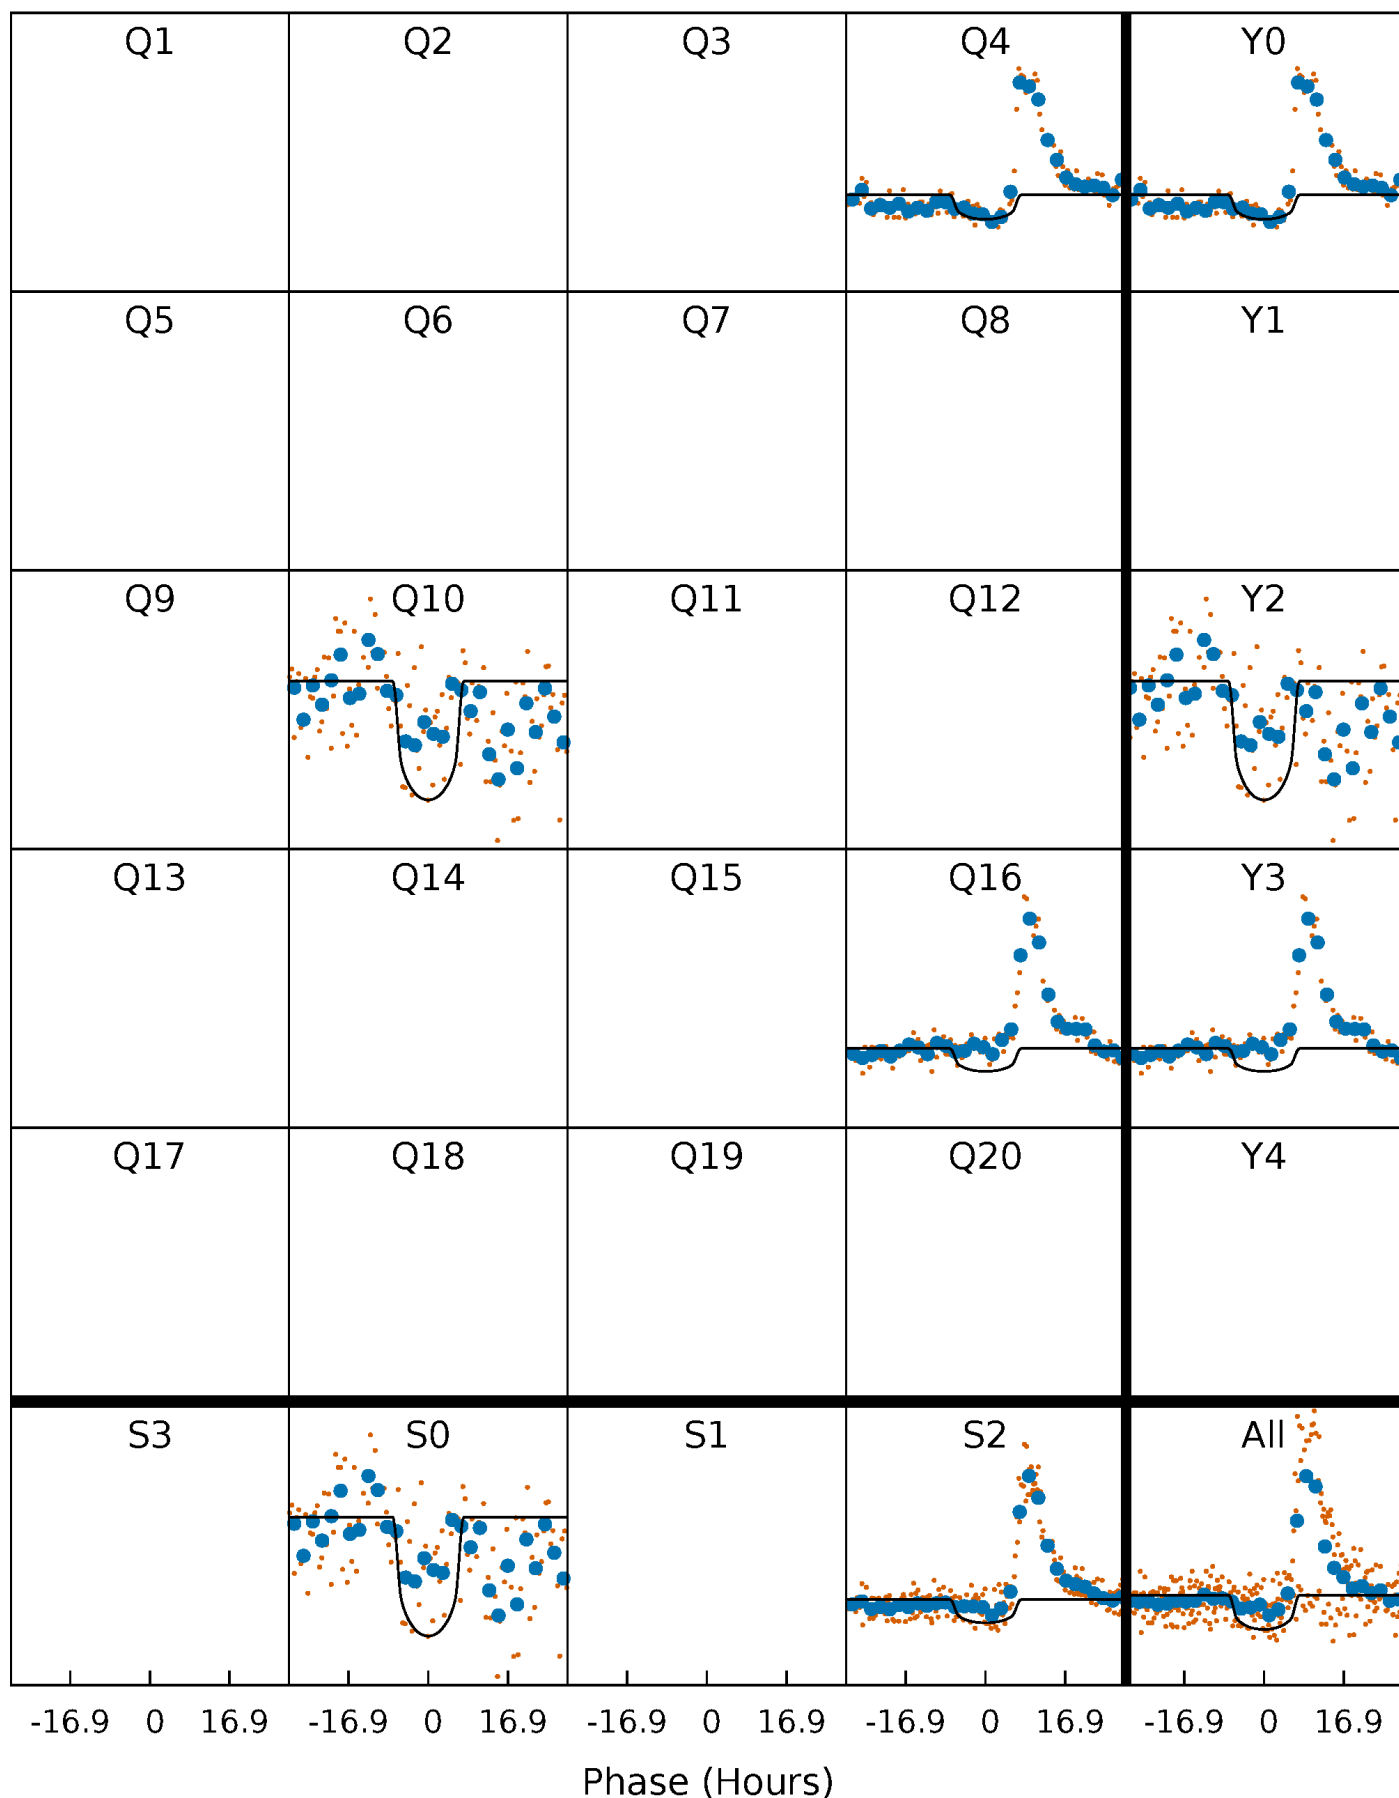 Q1 Q2 Q3 Q4 Y0
Q5 Q6 Q7 Q8 Y1
Q9 Q10 Q11 Q12 Y2
Q13 Q14 Q15 Q16 Y3
Q17 Q18 Q19 Q20 Y4
S3 S0 S1 S2 All
-16.9 0 16.9 -16.9 0 16.9 -16.9 0 16.9 -16.9 0 16.9 -16.9 0 16.9
Phase (Hours)